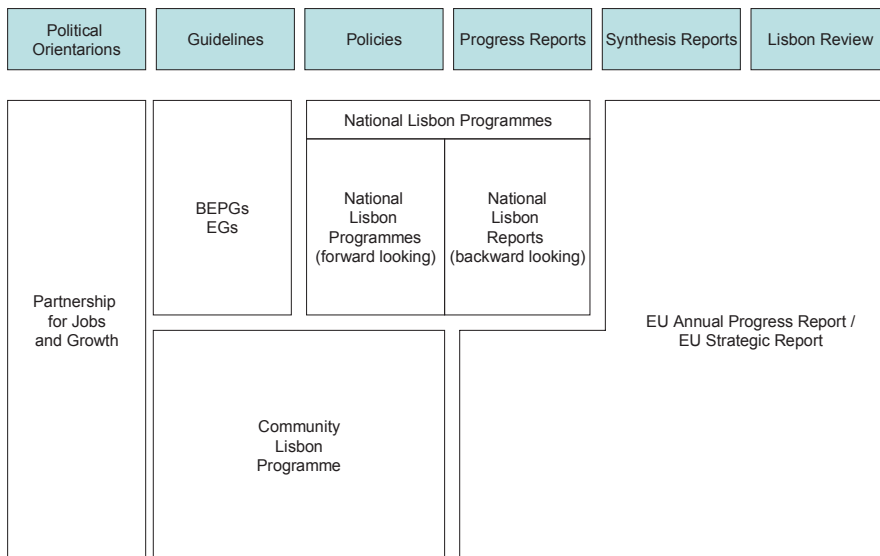 Political
Orientarions
Guidelines
Policies
Progress Reports
Synthesis Reports
Lisbon Review
National Lisbon Programmes
BEPGs
EGs
National
Lisbon
Programmes
(forward looking)
National
Lisbon
Reports
(backward looking)
Partnership
for Jobs
and Growth
EU Annual Progress Report /
EU Strategic Report
Community
Lisbon
Programme